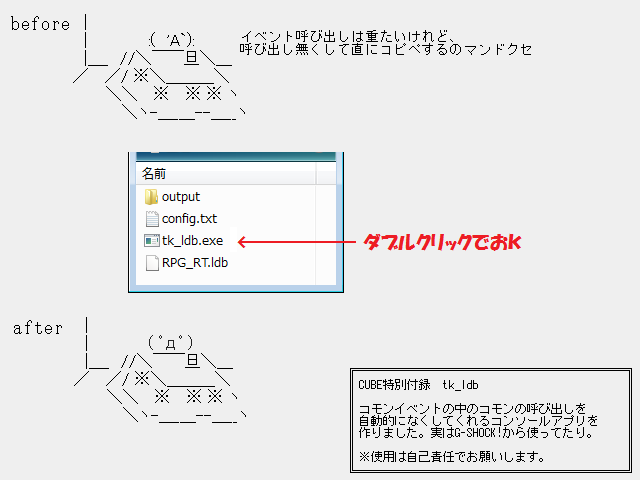 before
イベント呼び出しは重たいけれど、
呼び出し無くして直にコピペするのマンドクセ
:(　'A`):
旦
※
※　※ ※
名前
output
config.txt
tk_ldb.exe
ダブルクリックでおK
RPG_RT.ldb
after
( ﾟдﾟ)
旦
※
※　※ ※
CUBE特別付録　tk_ldb
コモンイベントの中のコモンの呼び出しを
自動的になくしてくれるコンソールアプリを
作りました。実はG-SHOCK!から使ってたり。
※使用は自己責任でお願いします。